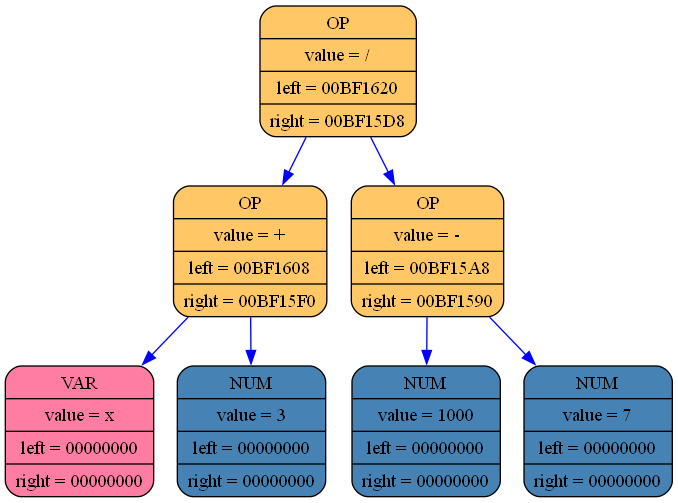 OP
value = /
left = 00BF1620
right = 00BF15D8
OP
value = +
left = 00BF1608
right = 00BF15F0
OP
value = -
left = 00BF15A8
right = 00BF1590
VAR
value = x
left = 00000000
right = 00000000
NUM
value = 3
left = 00000000
right = 00000000
NUM
value = 1000
left = 00000000
right = 00000000
NUM
value = 7
left = 00000000
right = 00000000